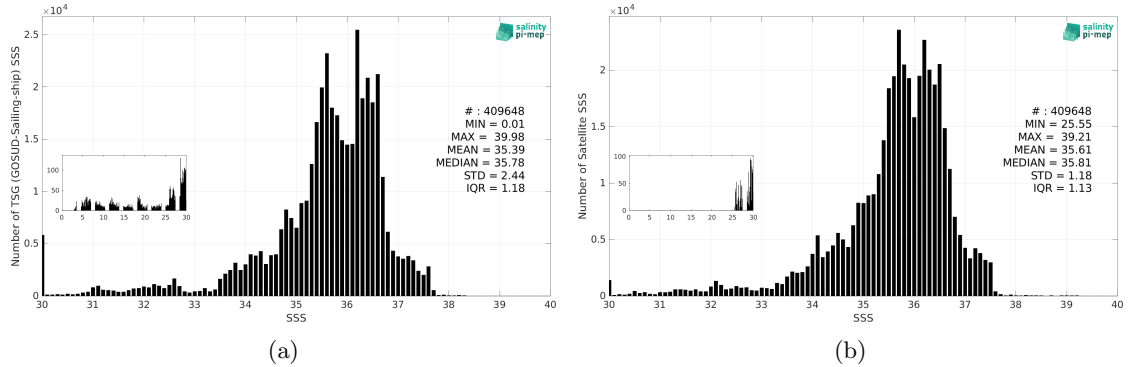 ×10⁴
2.5
2
1.5
1
0.5
0
Number of TSG (GOSUD-Sailing-ship) SSS
salinity
pi-mep
# : 409648
MIN = 0.01
MAX = 39.98
MEAN = 35.39
MEDIAN = 35.78
STD = 2.44
IQR = 1.18
100
50
0
0 5 10 15 20 25 30
30 31 32 33 34 35 36 37 38 39 40
SSS
(a)
×10⁴
2
1.5
1
0.5
0
Number of Satellite SSS
salinity
pi-mep
# : 409648
MIN = 25.55
MAX = 39.21
MEAN = 35.61
MEDIAN = 35.81
STD = 1.18
IQR = 1.13
100
50
0
0 5 10 15 20 25 30
30 31 32 33 34 35 36 37 38 39 40
SSS
(b)